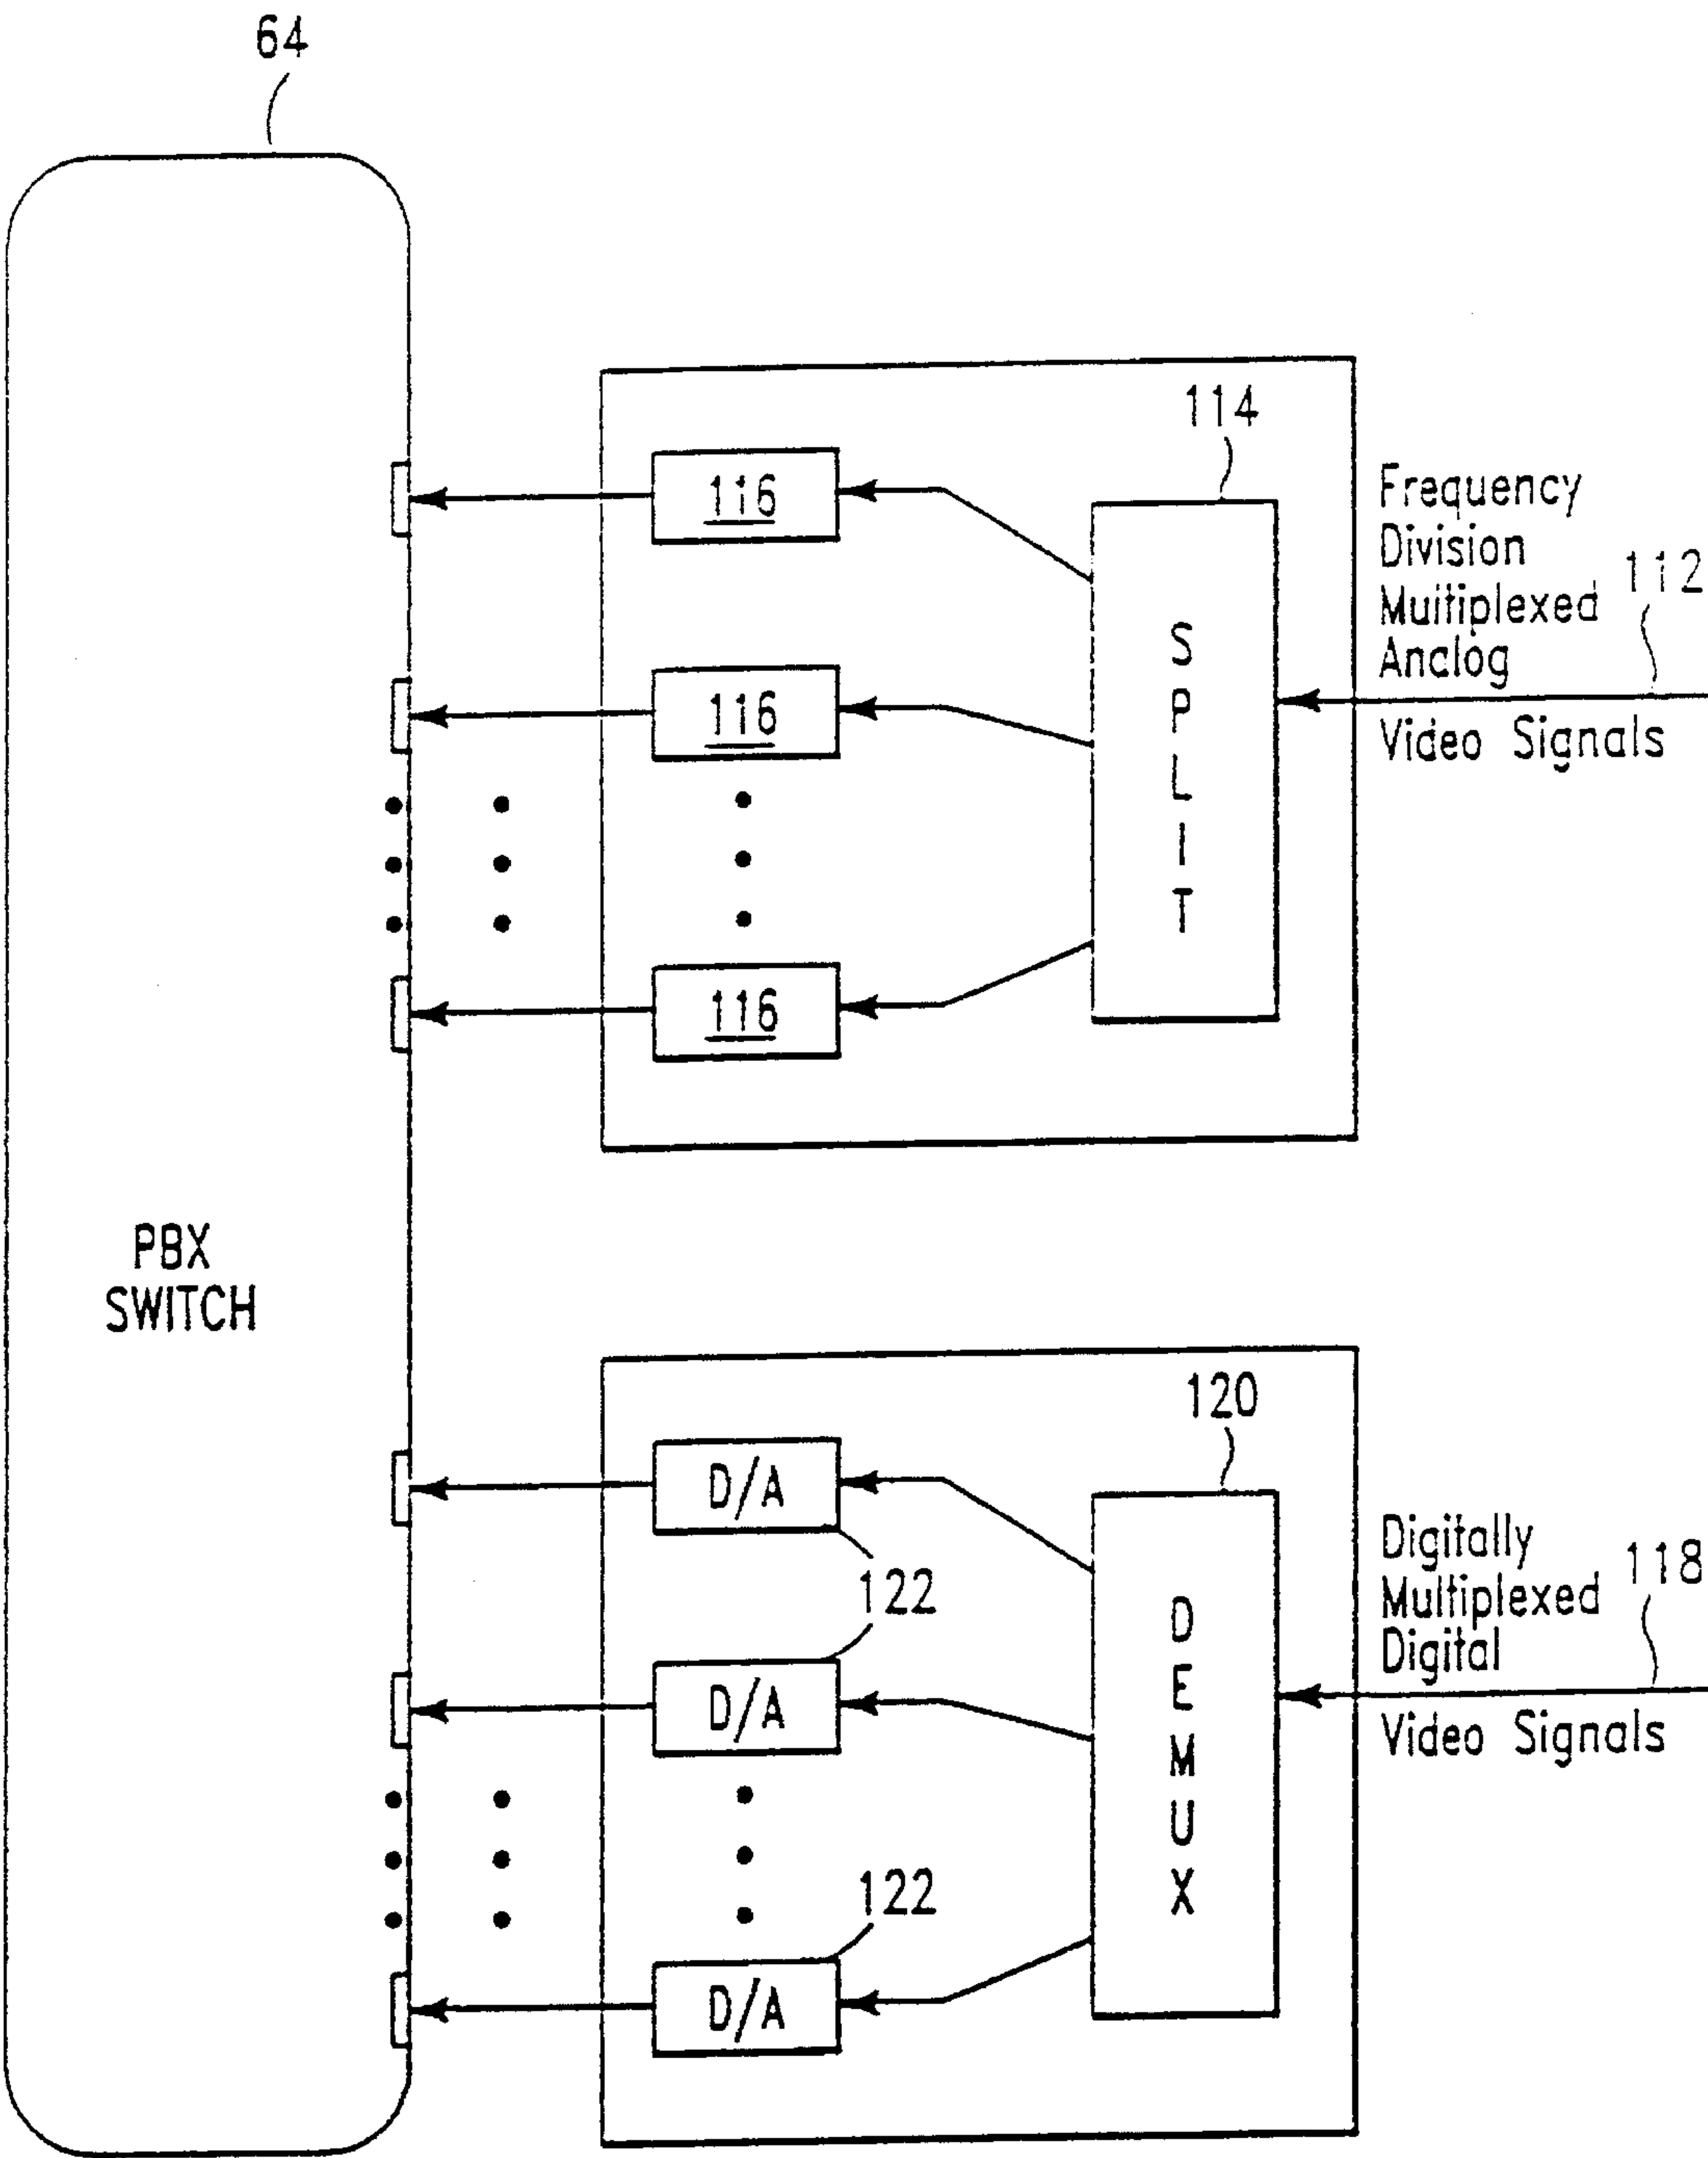 64
114
116
Frequency
Division
Multiplexed
Analog
112
Video Signals
116
S
P
L
I
T
116
PBX
SWITCH
120
D/A
Digitally
Multiplexed
Digital
118
Video Signals
122
D/A
D
E
M
U
X
122
D/A